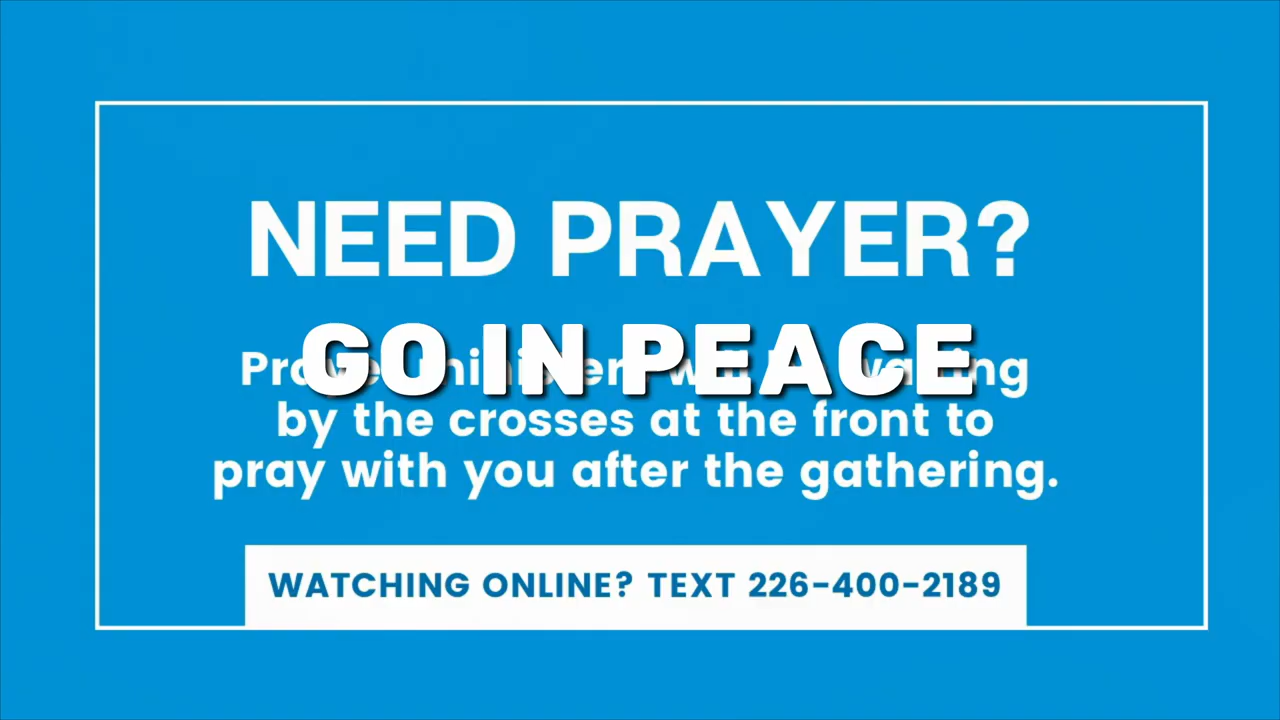 NEED PRAYER?
GO IN PEACE
by the crosses at the front to
pray with you after the gathering.
WATCHING ONLINE? TEXT 226-400-2189